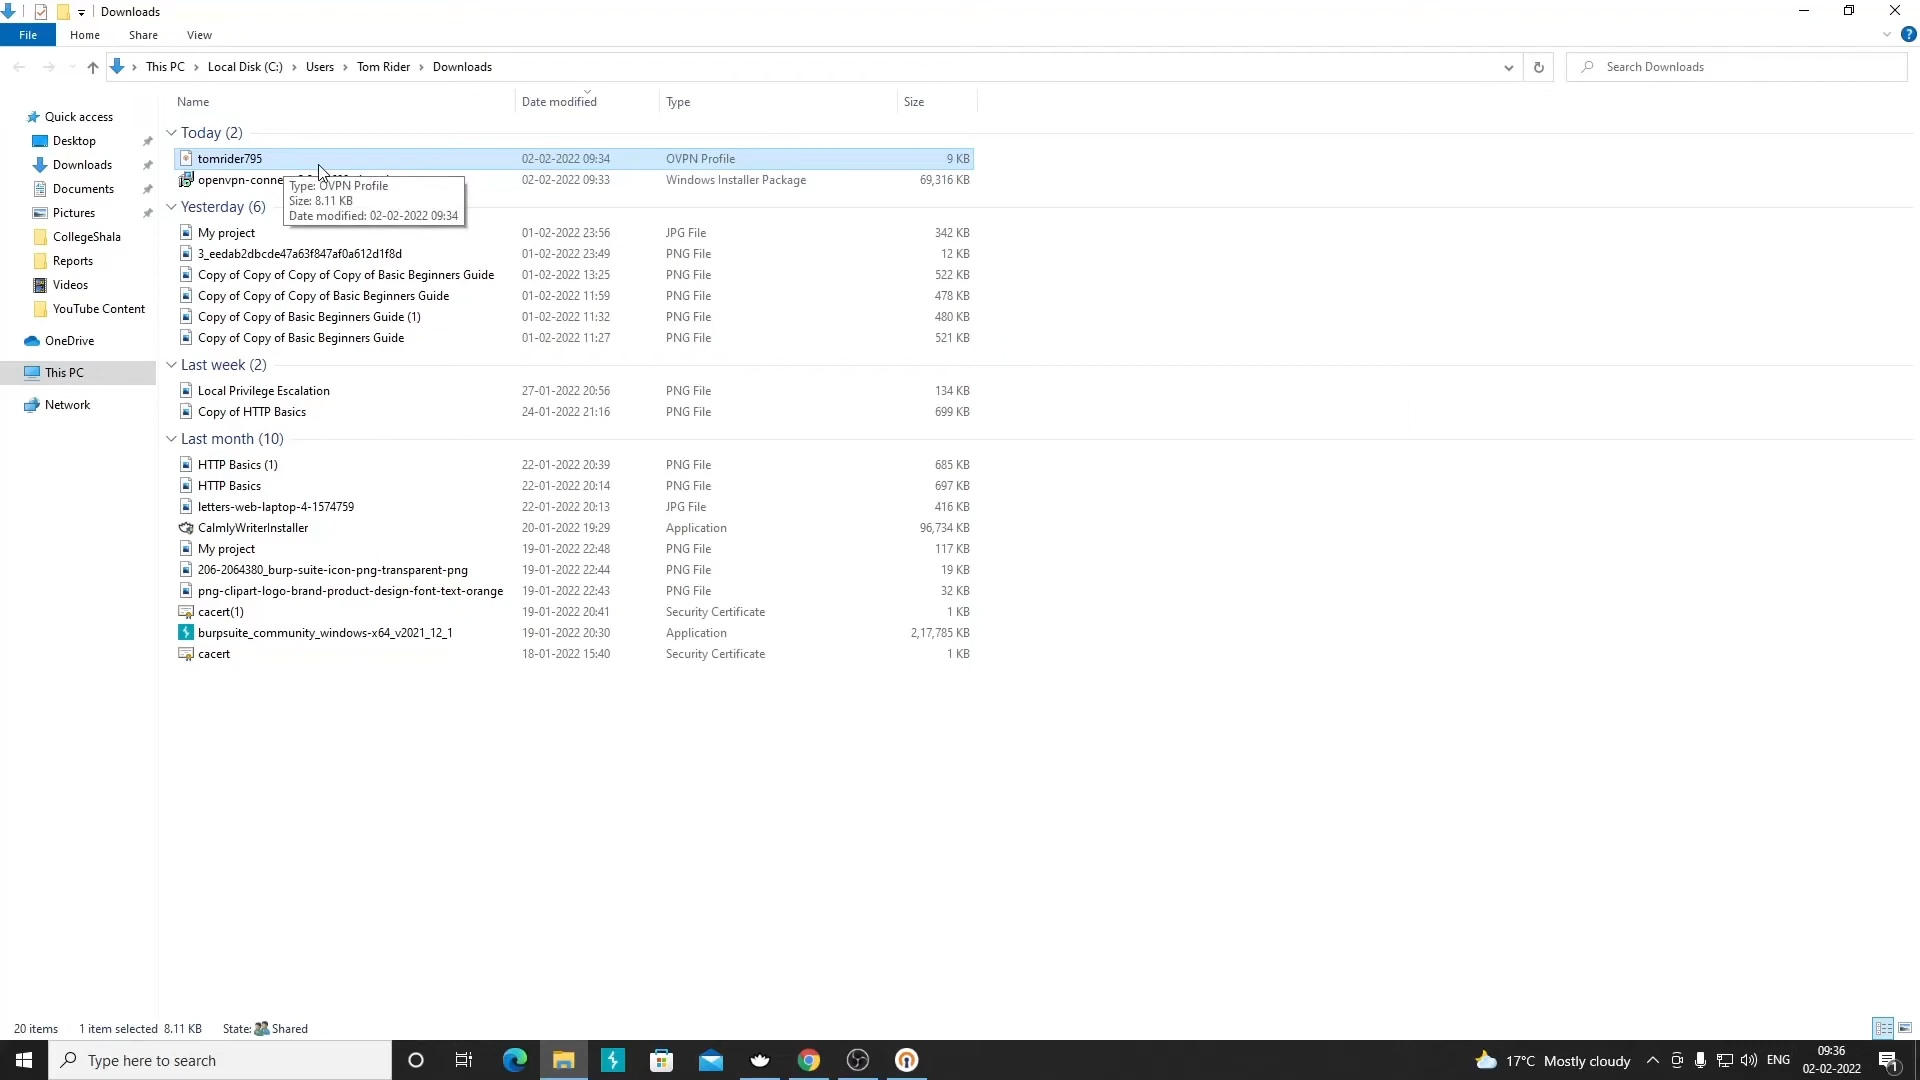 Downloads
File Home Share View
This PC Local Disk (C:) Users Tom Rider Downloads
Search Downloads
Name Date modified Type Size
Quick access
Desktop
Downloads
Documents
Pictures
CollegeShala
Reports
Videos
YouTube Content
OneDrive
This PC
Network
Today (2)
tomrider795 02-02-2022 09:34 OVPN Profile 9 KB
openvpn-conne 02-02-2022 09:33 Windows Installer Package 69,316 KB
Type: OVPN Profile
Size: 8.11 KB
Date modified: 02-02-2022 09:34
Yesterday (6)
My project 01-02-2022 23:56 JPG File 342 KB
3_eedab2dbcde47a63f847af0a612d1f8d 01-02-2022 23:49 PNG File 12 KB
Copy of Copy of Copy of Copy of Basic Beginners Guide 01-02-2022 13:25 PNG File 522 KB
Copy of Copy of Copy of Basic Beginners Guide 01-02-2022 11:59 PNG File 478 KB
Copy of Copy of Basic Beginners Guide (1) 01-02-2022 11:32 PNG File 480 KB
Copy of Copy of Basic Beginners Guide 01-02-2022 11:27 PNG File 521 KB
Last week (2)
Local Privilege Escalation 27-01-2022 20:56 PNG File 134 KB
Copy of HTTP Basics 24-01-2022 21:16 PNG File 699 KB
Last month (10)
HTTP Basics (1) 22-01-2022 20:39 PNG File 685 KB
HTTP Basics 22-01-2022 20:14 PNG File 697 KB
letters-web-laptop-4-1574759 22-01-2022 20:13 JPG File 416 KB
CalmlyWriterInstaller 20-01-2022 19:29 Application 96,734 KB
My project 19-01-2022 22:48 PNG File 117 KB
206-2064380_burp-suite-icon-png-transparent-png 19-01-2022 22:44 PNG File 19 KB
png-clipart-logo-brand-product-design-font-text-orange 19-01-2022 22:43 PNG File 32 KB
cacert(1) 19-01-2022 20:41 Security Certificate 1 KB
burpsuite_community_windows-x64_v2021_12_1 19-01-2022 20:30 Application 2,17,785 KB
cacert 18-01-2022 15:40 Security Certificate 1 KB
20 items 1 item selected 8.11 KB State: Shared
Type here to search
17°C Mostly cloudy ENG
09:36
02-02-2022
1